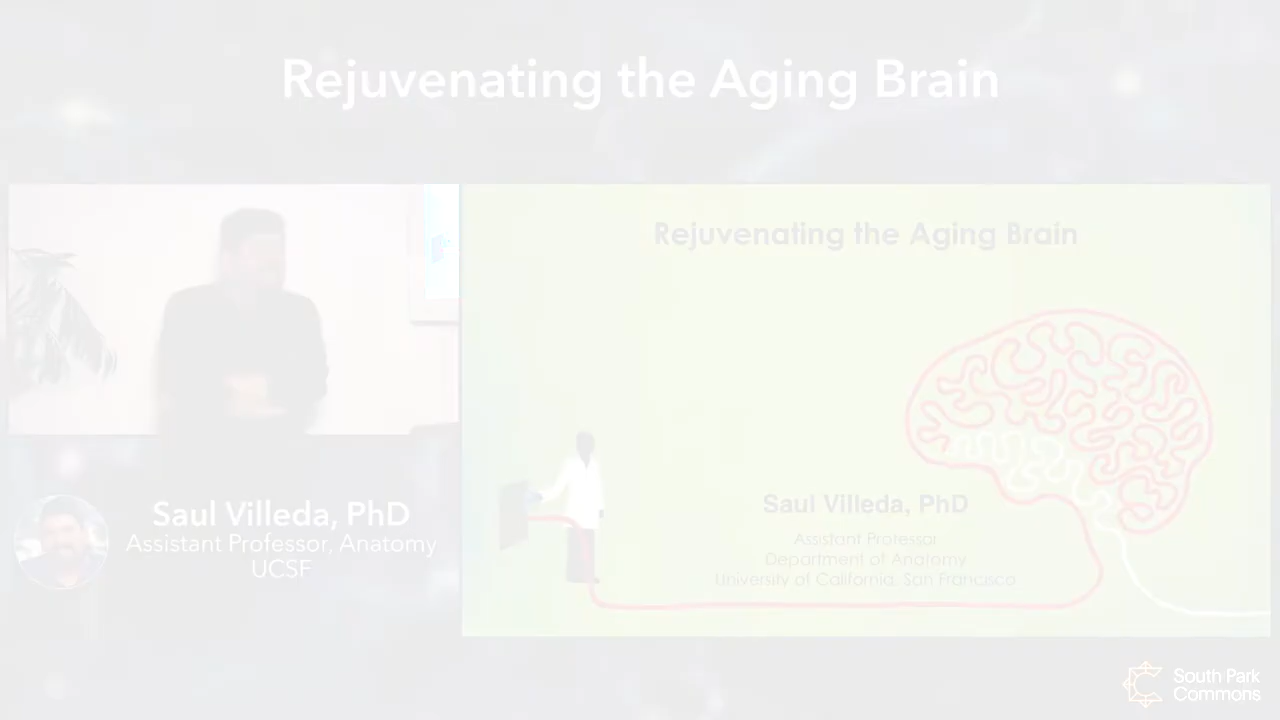 Rejuvenating the Aging Brain
Rejuvenating the Aging Brain
Saul Villeda, PhD
Assistant Professor
Department of Anatomy
University of California, San Francisco
Saul Villeda, PhD
Assistant Professor, Anatomy
UCSF
South Park
Commons